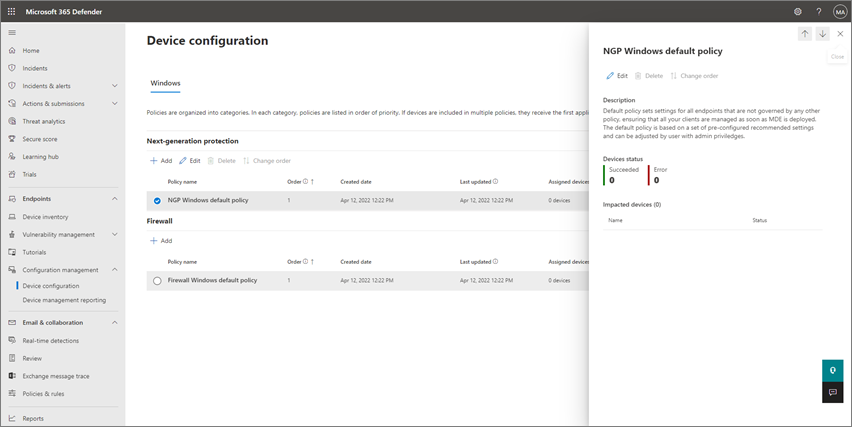 Microsoft 365 Defender
?
MA
Home
Incidents
Incidents & alerts
Actions & submissions
Threat analytics
Secure score
Learning hub
Trials
Endpoints
Device inventory
Vulnerability management
Tutorials
Configuration management
Device configuration
Device management reporting
Email & collaboration
Real-time detections
Review
Exchange message trace
Policies & rules
Reports
Device configuration
Windows
Policies are organized into categories. In each category, policies are listed in order of priority. If devices are included in multiple policies, they receive the first appli
Next-generation protection
Add Edit Delete Change order
Policy name Order Created date Last updated Assigned devices
NGP Windows default policy 1 Apr 12, 2022 12:22 PM Apr 12, 2022 12:22 PM 0 devices
Firewall
Add
Policy name Order Created date Last updated Assigned devices
Firewall Windows default policy 1 Apr 12, 2022 12:22 PM Apr 12, 2022 12:22 PM 0 devices
Close
NGP Windows default policy
Edit Delete Change order
Description
Default policy sets settings for all endpoints that are not governed by any other
policy, ensuring that all your clients are managed as soon as MDE is deployed.
The default policy is based on a set of pre-configured recommended settings
and can be adjusted by user with admin priviledges.
Devices status
Succeeded Error
0 0
Impacted devices (0)
Name Status